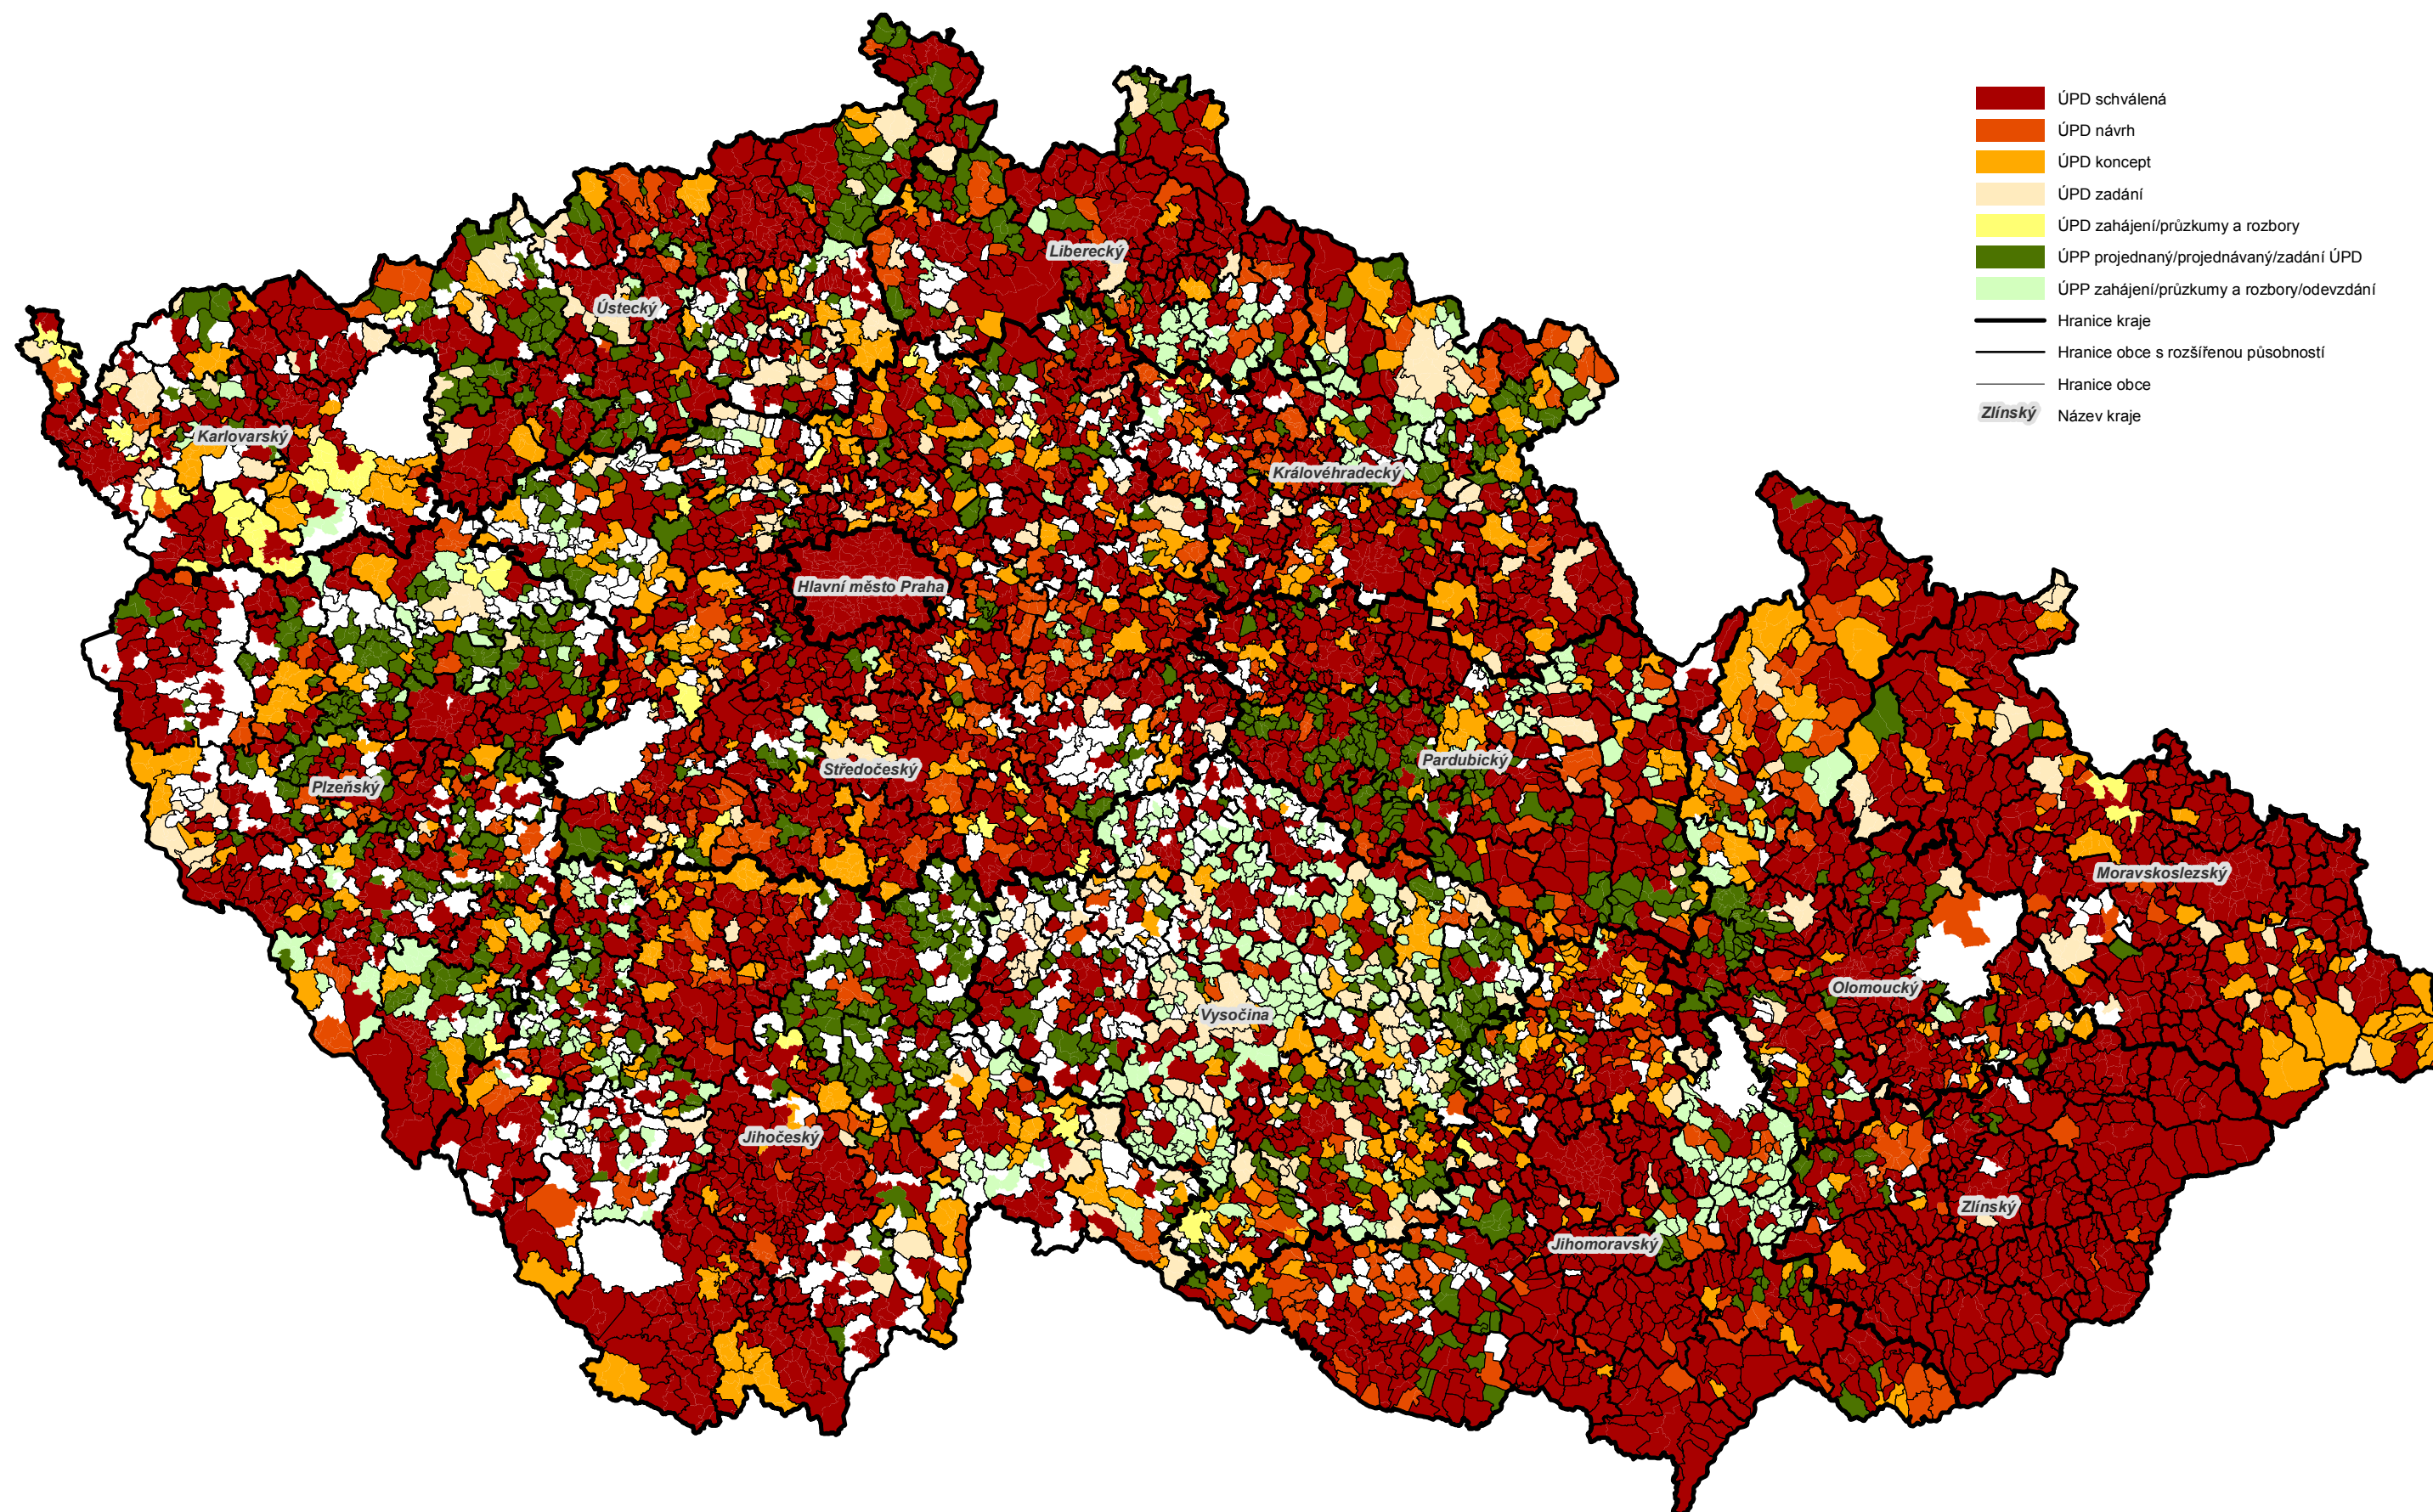 ÚPD schválená
ÚPD návrh
ÚPD koncept
ÚPD zadání
ÚPD zahájení/průzkumy a rozbory
ÚPP projednaný/projednávaný/zadání ÚPD
ÚPP zahájení/průzkumy a rozbory/odevzdání
Hranice kraje
Hranice obce s rozšířenou působností
Hranice obce
Zlínský Název kraje
Liberecký
Ústecký
Karlovarský
Královéhradecký
Hlavní město Praha
Pardubický
Středočeský
Plzeňský
Moravskoslezský
Olomoucký
Vysočina
Jihočeský
Zlínský
Jihomoravský